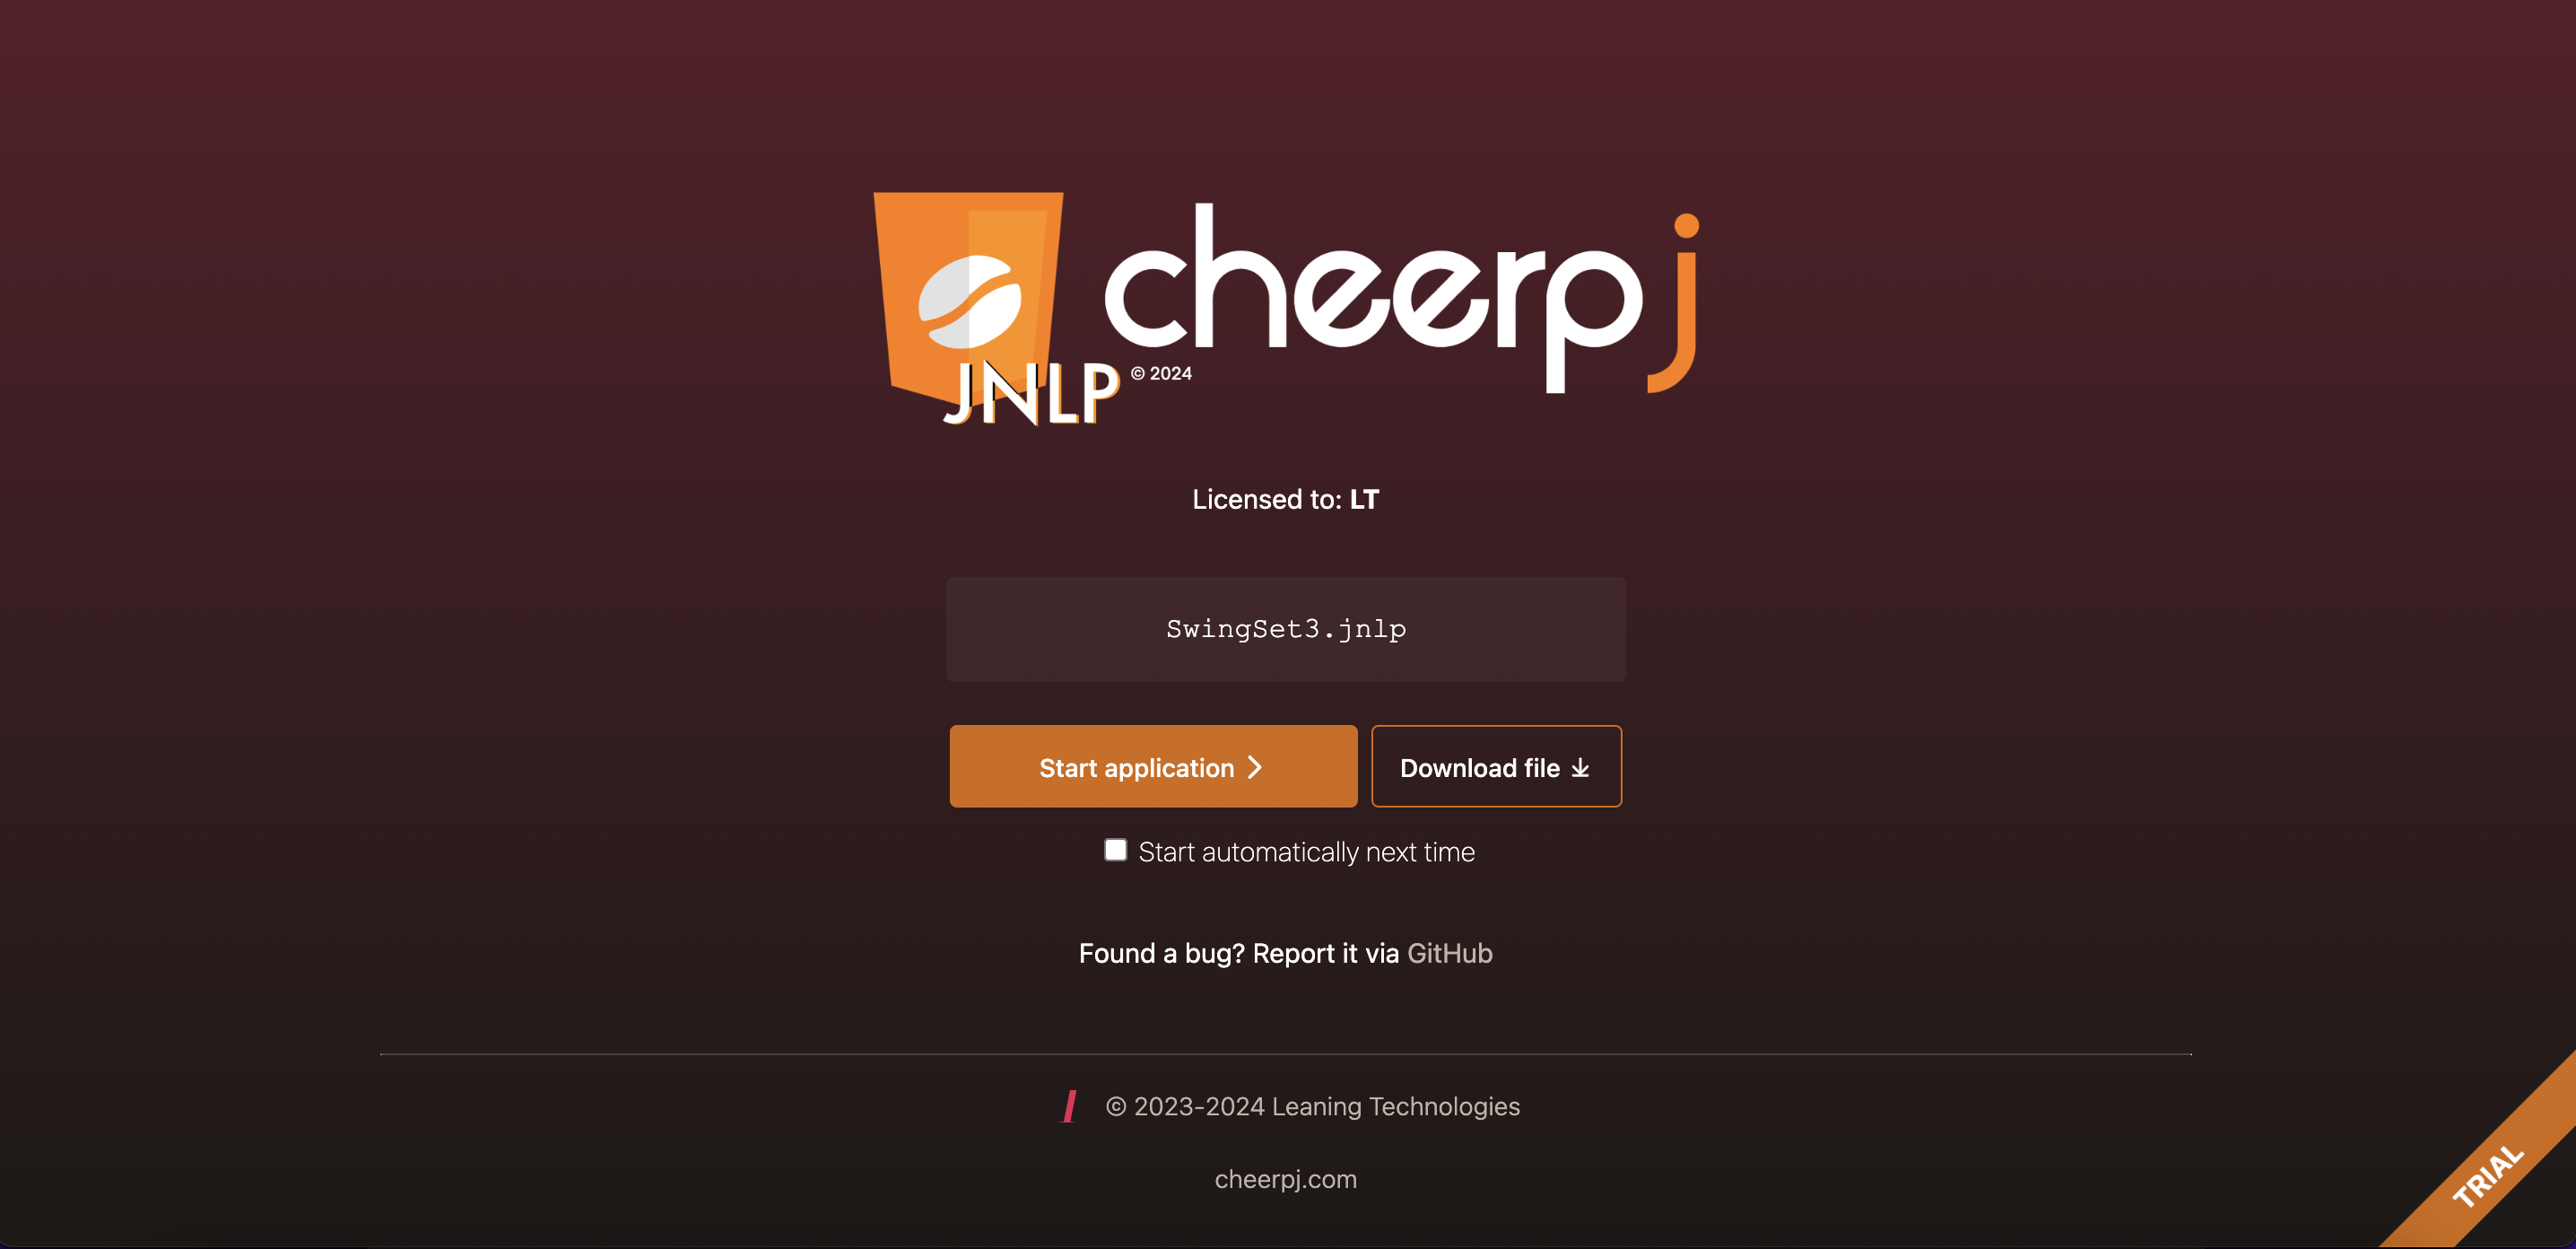 cheerpj
JNLP © 2024
Licensed to: LT
SwingSet3.jnlp
Start application
Download file
Start automatically next time
Found a bug? Report it via GitHub
© 2023-2024 Leaning Technologies
cheerpj.com
TRIAL